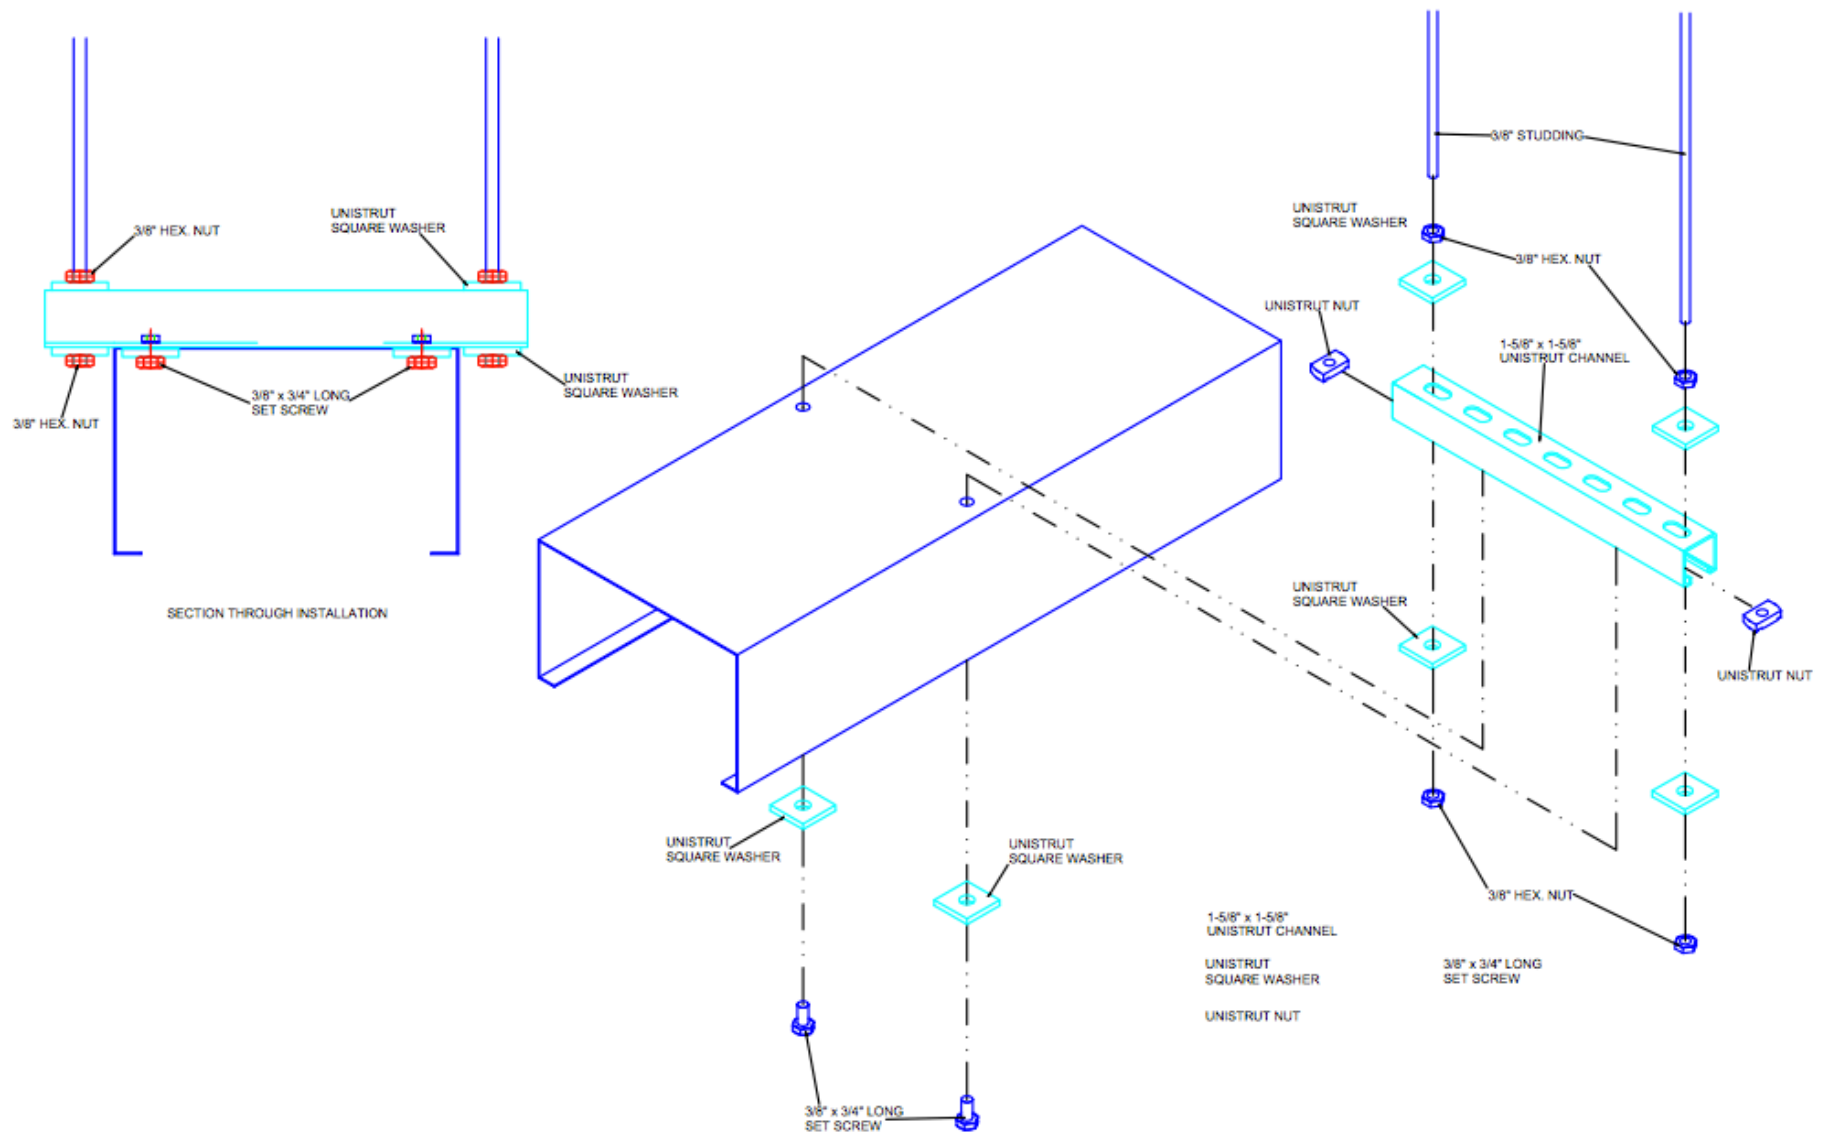 3/8" HEX. NUT
UNISTRUT
SQUARE WASHER
UNISTRUT
SQUARE WASHER
3/8" x 3/4" LONG
SET SCREW
3/8" HEX. NUT
SECTION THROUGH INSTALLATION
3/8" STUDDING
UNISTRUT
SQUARE WASHER
3/8" HEX. NUT
UNISTRUT NUT
1-5/8" x 1-5/8"
UNISTRUT CHANNEL
UNISTRUT
SQUARE WASHER
UNISTRUT NUT
UNISTRUT
SQUARE WASHER
UNISTRUT
SQUARE WASHER
3/8" HEX. NUT
1-5/8" x 1-5/8"
UNISTRUT CHANNEL
UNISTRUT
SQUARE WASHER
3/8" x 3/4" LONG
SET SCREW
UNISTRUT NUT
3/8" x 3/4" LONG
SET SCREW